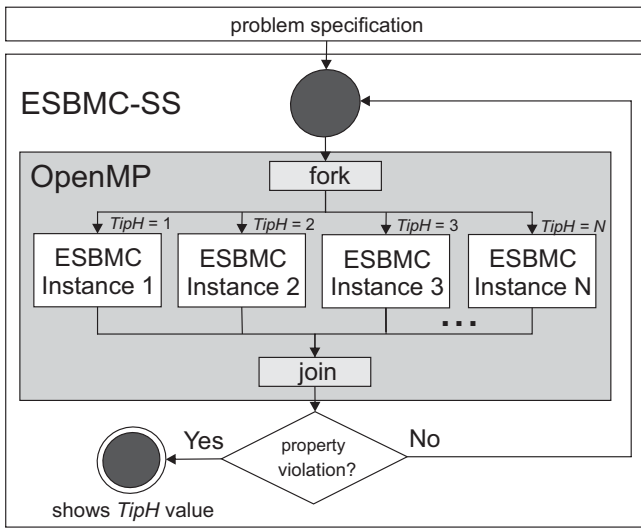 problem specification
ESBMC-SS
OpenMP
fork
TipH = 1
TipH = 2
TipH = 3
TipH = N
ESBMC
Instance 1
ESBMC
Instance 2
ESBMC
Instance 3
ESBMC
Instance N
...
join
Yes
property
violation?
No
shows TipH value